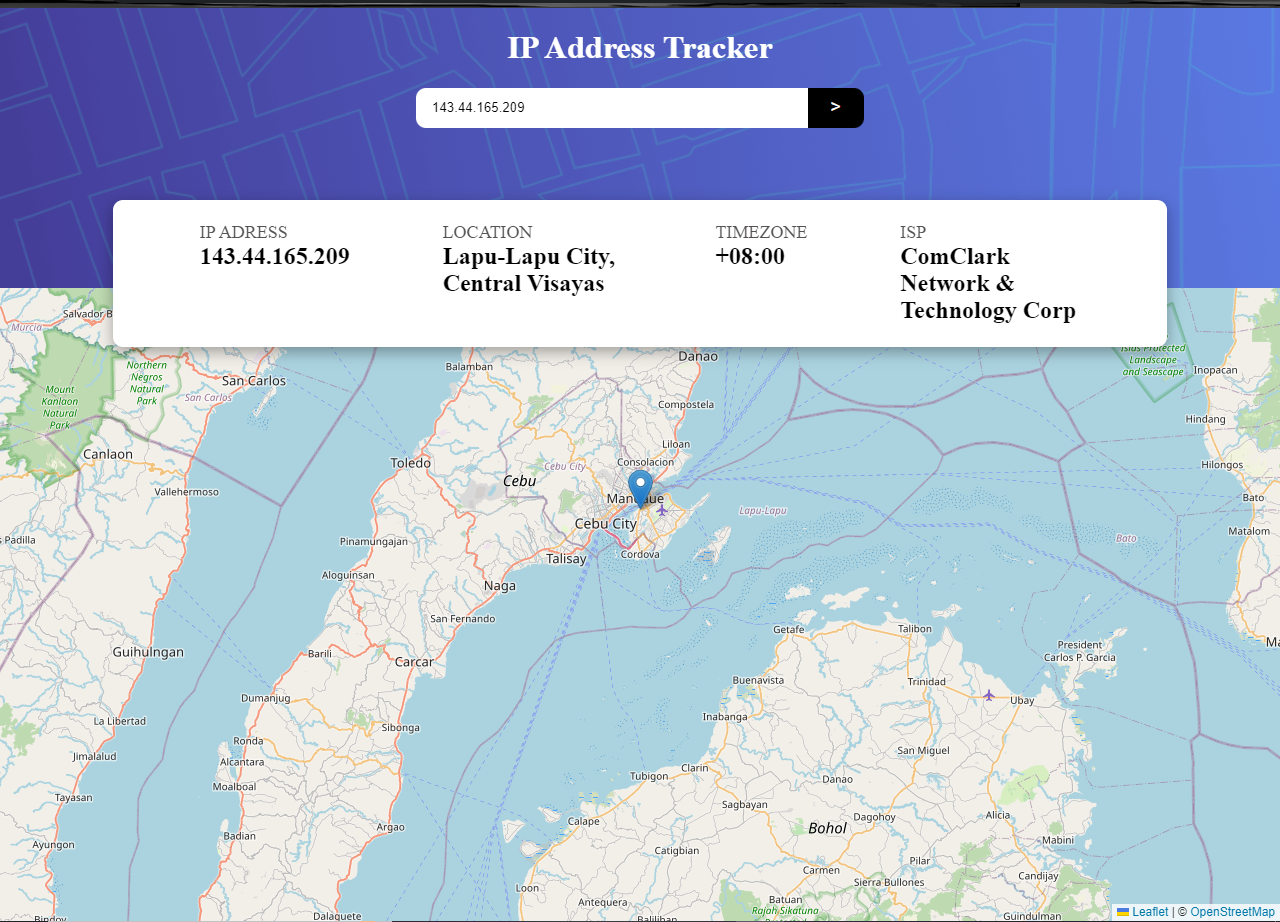 IP Address Tracker
143.44.165.209
>
IP ADRESS
143.44.165.209
LOCATION
Lapu-Lapu City,
Central Visayas
TIMEZONE
+08:00
ISP
ComClark
Network &
Technology Corp
Murcia
Salvador B
Northern
Negros
Natural
Park
Mount
Kanlaon
Natural
Park
San Carlos
San Carlos
Canlaon
Vallehermoso
Padilla
Guihulngan
La Libertad
Jimalalud
Tayasan
Ayungon
Bindoy
Balamban
Danao
Compostela
Liloan
Consolacion
Toledo
Cebu City
Cebu
Mandaue
Cebu City
Lapu-Lapu
Cordova
Talisay
Pinamungajan
Aloguinsan
Naga
San Fernando
Barili
Carcar
Dumanjug
Sibonga
Ronda
Alcantara
Moalboal
Badian
Argao
Dalaguete
Islas Protected
Landscape
and Seascape
Inopacan
Hindang
Hilongos
Bato
Matalom
Bato
Ma
Getafe
Talibon
President
Carlos P. Garcia
Buenavista
Trinidad
Ubay
Inabanga
San Miguel
Clarin
Tubigon
Danao
Sagbayan
Dagohoy
Alicia
Calape
Bohol
Mabini
Catigbian
Pilar
Carmen
Sierra Bullones
Candijay
Loon
Antequera
Batuan
Rajah Sikatuna
Balilihan
Guindulman
Leaflet | © OpenStreetMap